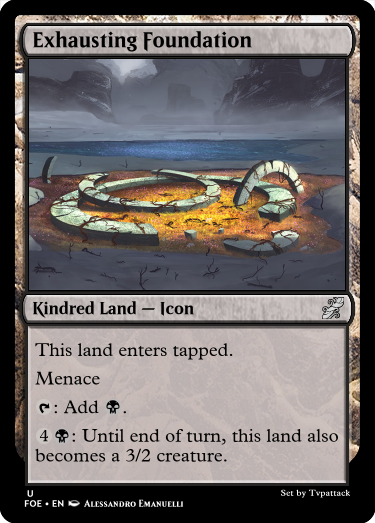 Exhausting Foundation
Kindred Land — Icon
This land enters tapped.
Menace
: Add .
4 : Until end of turn, this land also
becomes a 3/2 creature.
U
FOE • EN Alessandro Emanuelli
Set by Tvpattack